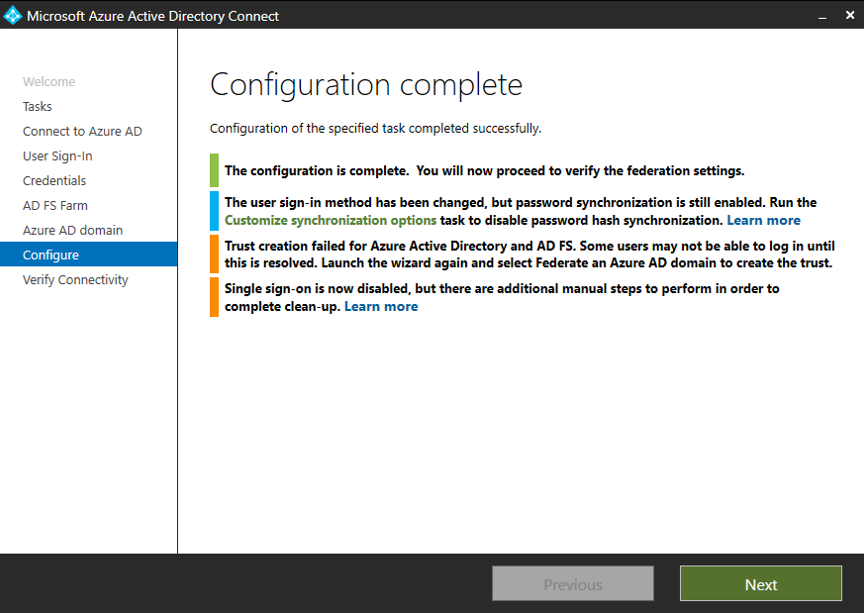 Microsoft Azure Active Directory Connect
Welcome
Tasks
Connect to Azure AD
User Sign-In
Credentials
AD FS Farm
Azure AD domain
Configure
Verify Connectivity
Configuration complete
Configuration of the specified task completed successfully.
The configuration is complete.  You will now proceed to verify the federation settings.
The user sign-in method has been changed, but password synchronization is still enabled. Run the
Customize synchronization options task to disable password hash synchronization. Learn more
Trust creation failed for Azure Active Directory and AD FS. Some users may not be able to log in until
this is resolved. Launch the wizard again and select Federate an Azure AD domain to create the trust.
Single sign-on is now disabled, but there are additional manual steps to perform in order to
complete clean-up. Learn more
Previous
Next